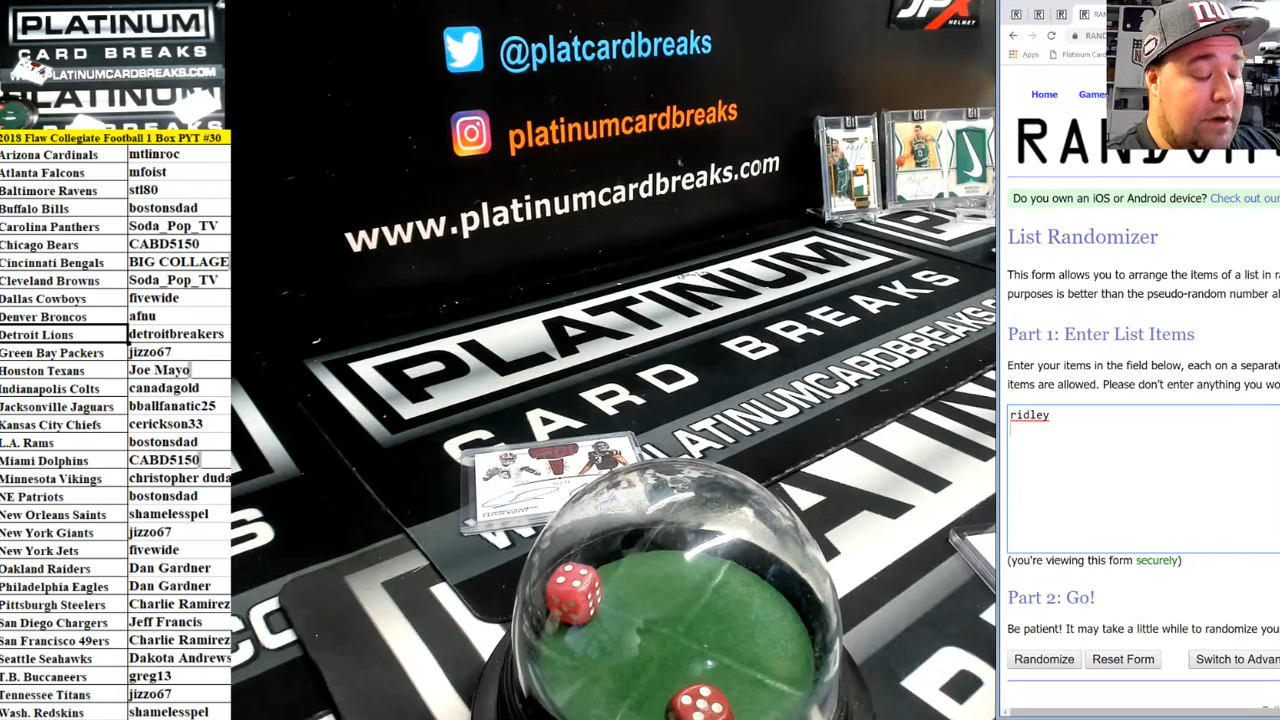 PLATINUM
CARD BREAKS
WWW.PLATINUMCARDBREAKS.COM
PLATINUM
2018 Flaw Collegiate Football 1 Box PYT #30
Arizona Cardinals mtlinroc
Atlanta Falcons mfoist
Baltimore Ravens stl80
Buffalo Bills bostonsdad
Carolina Panthers Soda_Pop_TV
Chicago Bears CABD5150
Cincinnati Bengals BIG COLLAGE
Cleveland Browns Soda_Pop_TV
Dallas Cowboys fivewide
Denver Broncos afnu
Detroit Lions detroitbreakers
Green Bay Packers jizzo67
Houston Texans Joe Mayo
Indianapolis Colts canadagold
Jacksonville Jaguars bballfanatic25
Kansas City Chiefs cerickson33
L.A. Rams bostonsdad
Miami Dolphins CABD5150
Minnesota Vikings christopher duda
NE Patriots bostonsdad
New Orleans Saints shamelesspel
New York Giants jizzo67
New York Jets fivewide
Oakland Raiders Dan Gardner
Philadelphia Eagles Dan Gardner
Pittsburgh Steelers Charlie Ramirez
San Diego Chargers Jeff Francis
San Francisco 49ers Charlie Ramirez
Seattle Seahawks Dakota Andrews
T.B. Buccaneers greg13
Tennessee Titans jizzo67
Wash. Redskins shamelesspel
@platcardbreaks
platinumcardbreaks
www.platinumcardbreaks.com
HELMET
PLATINUM
CARD BREAKS
PLATINUMCARDBREAKS.CO
Apps Platinum Car
Home Games
RANDOM
Do you own an iOS or Android device? Check out our
List Randomizer
This form allows you to arrange the items of a list in ra
purposes is better than the pseudo-random number al
Part 1: Enter List Items
Enter your items in the field below, each on a separate
items are allowed. Please don't enter anything you wo
ridley
(you're viewing this form securely)
Part 2: Go!
Be patient! It may take a little while to randomize you
Randomize Reset Form Switch to Advan